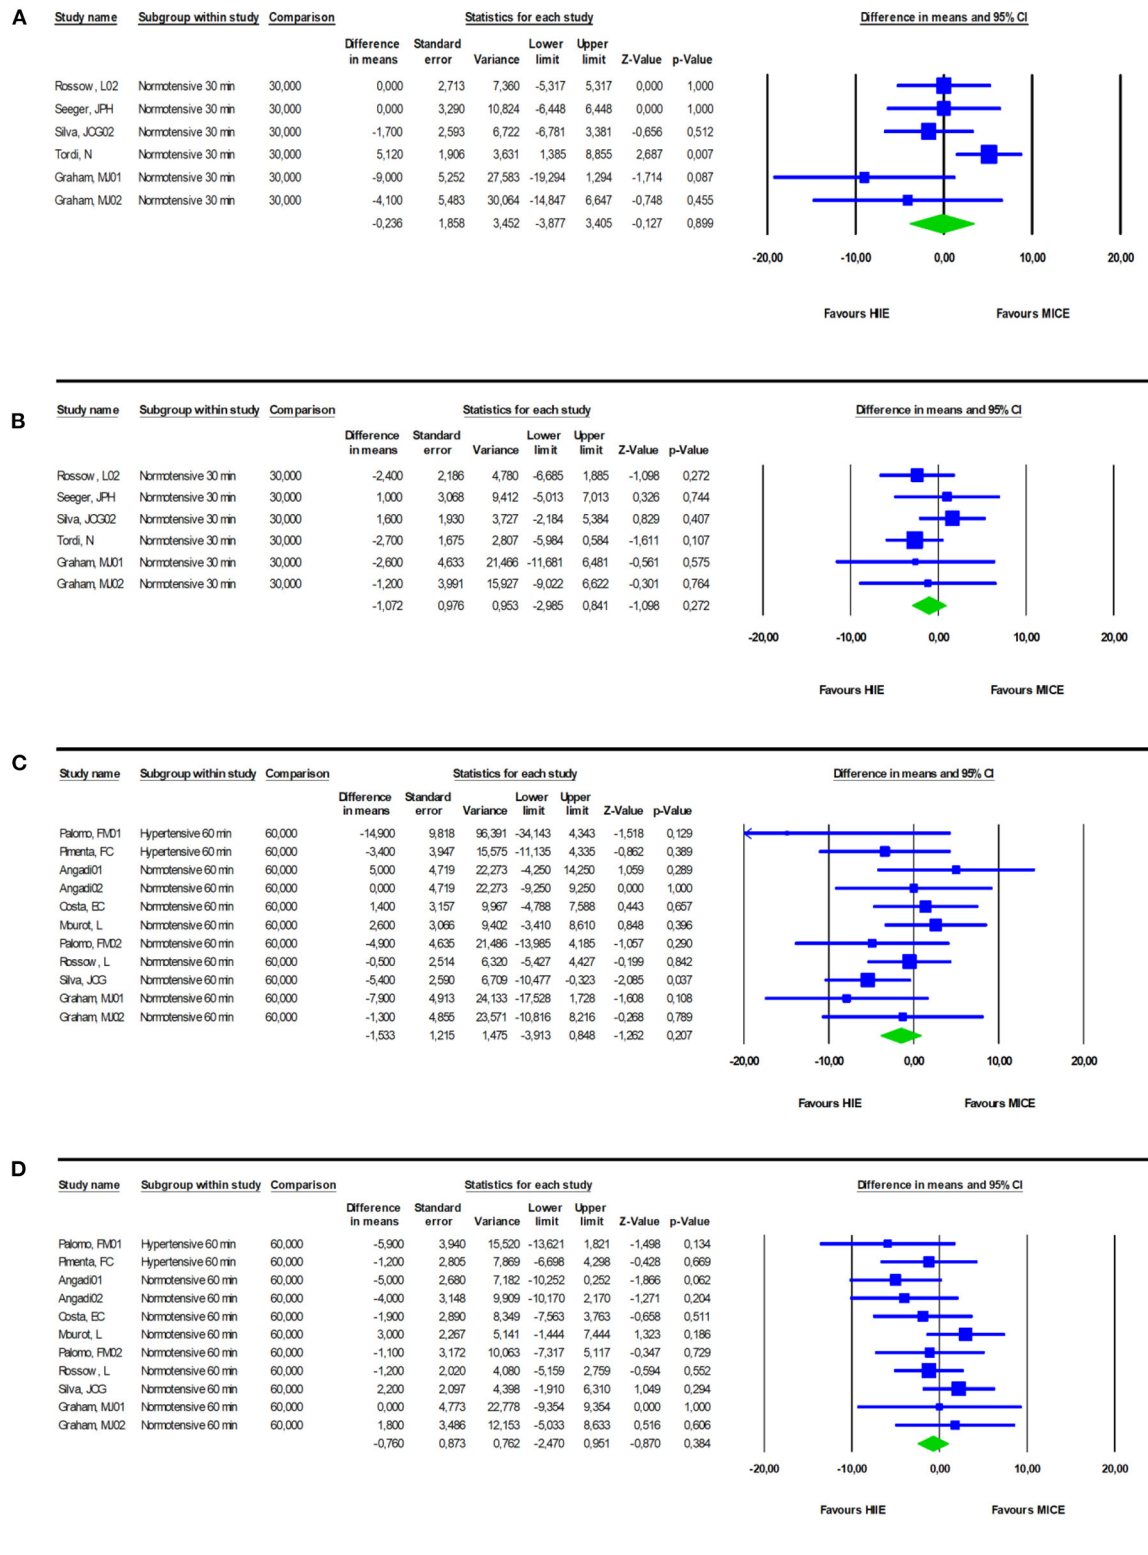 A
Study name Subgroup within study Comparison Statistics for each study Difference in means and 95% CI
Difference in means Standard error Variance Lower limit Upper limit Z-Value p-Value
Rossow, L02 Normotensive 30 min 30,000 0,000 2,713 7,360 -5,317 5,317 0,000 1,000
Seeger, JPH Normotensive 30 min 30,000 0,000 3,290 10,824 -6,448 6,448 0,000 1,000
Silva, JCG02 Normotensive 30 min 30,000 -1,700 2,593 6,722 -6,781 3,381 -0,656 0,512
Tordi, N Normotensive 30 min 30,000 5,120 1,906 3,631 1,385 8,855 2,687 0,007
Graham, MJ01 Normotensive 30 min 30,000 -9,000 5,252 27,583 -19,294 1,294 -1,714 0,087
Graham, MJ02 Normotensive 30 min 30,000 -4,100 5,483 30,064 -14,847 6,647 -0,748 0,455
-0,236 1,858 3,452 -3,877 3,405 -0,127 0,899
-20,00 -10,00 0,00 10,00 20,00
Favours HIIE Favours MICE
B
Study name Subgroup within study Comparison Statistics for each study Difference in means and 95% CI
Difference in means Standard error Variance Lower limit Upper limit Z-Value p-Value
Rossow, L02 Normotensive 30 min 30,000 -2,400 2,186 4,780 -6,685 1,885 -1,098 0,272
Seeger, JPH Normotensive 30 min 30,000 1,000 3,068 9,412 -5,013 7,013 0,326 0,744
Silva, JCG02 Normotensive 30 min 30,000 1,600 1,930 3,727 -2,184 5,384 0,829 0,407
Tordi, N Normotensive 30 min 30,000 -2,700 1,675 2,807 -5,984 0,584 -1,611 0,107
Graham, MJ01 Normotensive 30 min 30,000 -2,600 4,633 21,466 -11,681 6,481 -0,561 0,575
Graham, MJ02 Normotensive 30 min 30,000 -1,200 3,991 15,927 -9,022 6,622 -0,301 0,764
-1,072 0,976 0,953 -2,985 0,841 -1,098 0,272
-20,00 -10,00 0,00 10,00 20,00
Favours HIIE Favours MICE
C
Study name Subgroup within study Comparison Statistics for each study Difference in means and 95% CI
Difference in means Standard error Variance Lower limit Upper limit Z-Value p-Value
Palomo, FM01 Hypertensive 60 min 60,000 -14,900 9,818 96,391 -34,143 4,343 -1,518 0,129
Pimenta, FC Hypertensive 60 min 60,000 -3,400 3,947 15,575 -11,135 4,335 -0,862 0,389
Angadi01 Normotensive 60 min 60,000 5,000 4,719 22,273 -4,250 14,250 1,059 0,289
Angadi02 Normotensive 60 min 60,000 0,000 4,719 22,273 -9,250 9,250 0,000 1,000
Costa, EC Normotensive 60 min 60,000 1,400 3,157 9,967 -4,788 7,588 0,443 0,657
Mourot, L Normotensive 60 min 60,000 2,600 3,066 9,402 -3,410 8,610 0,848 0,396
Palomo, FM02 Normotensive 60 min 60,000 -4,900 4,635 21,486 -13,985 4,185 -1,057 0,290
Rossow, L Normotensive 60 min 60,000 -0,500 2,514 6,320 -5,427 4,427 -0,199 0,842
Silva, JCG Normotensive 60 min 60,000 -5,400 2,590 6,709 -10,477 -0,323 -2,085 0,037
Graham, MJ01 Normotensive 60 min 60,000 -7,900 4,913 24,133 -17,528 1,728 -1,608 0,108
Graham, MJ02 Normotensive 60 min 60,000 -1,300 4,855 23,571 -10,816 8,216 -0,268 0,789
-1,533 1,215 1,475 -3,913 0,848 -1,262 0,207
-20,00 -10,00 0,00 10,00 20,00
Favours HIIE Favours MICE
D
Study name Subgroup within study Comparison Statistics for each study Difference in means and 95% CI
Difference in means Standard error Variance Lower limit Upper limit Z-Value p-Value
Palomo, FM01 Hypertensive 60 min 60,000 -5,900 3,940 15,520 -13,621 1,821 -1,498 0,134
Pimenta, FC Hypertensive 60 min 60,000 -1,200 2,805 7,869 -6,698 4,298 -0,428 0,669
Angadi01 Normotensive 60 min 60,000 -5,000 2,680 7,182 -10,252 0,252 -1,866 0,062
Angadi02 Normotensive 60 min 60,000 -4,000 3,148 9,909 -10,170 2,170 -1,271 0,204
Costa, EC Normotensive 60 min 60,000 -1,900 2,890 8,349 -7,563 3,763 -0,658 0,511
Mourot, L Normotensive 60 min 60,000 3,000 2,267 5,141 -1,444 7,444 1,323 0,186
Palomo, FM02 Normotensive 60 min 60,000 -1,100 3,172 10,063 -7,317 5,117 -0,347 0,729
Rossow, L Normotensive 60 min 60,000 -1,200 2,020 4,080 -5,159 2,759 -0,594 0,552
Silva, JCG Normotensive 60 min 60,000 2,200 2,097 4,398 -1,910 6,310 1,049 0,294
Graham, MJ01 Normotensive 60 min 60,000 0,000 4,773 22,778 -9,354 9,354 0,000 1,000
Graham, MJ02 Normotensive 60 min 60,000 1,800 3,486 12,153 -5,033 8,633 0,516 0,606
-0,760 0,873 0,762 -2,470 0,951 -0,870 0,384
-20,00 -10,00 0,00 10,00 20,00
Favours HIIE Favours MICE